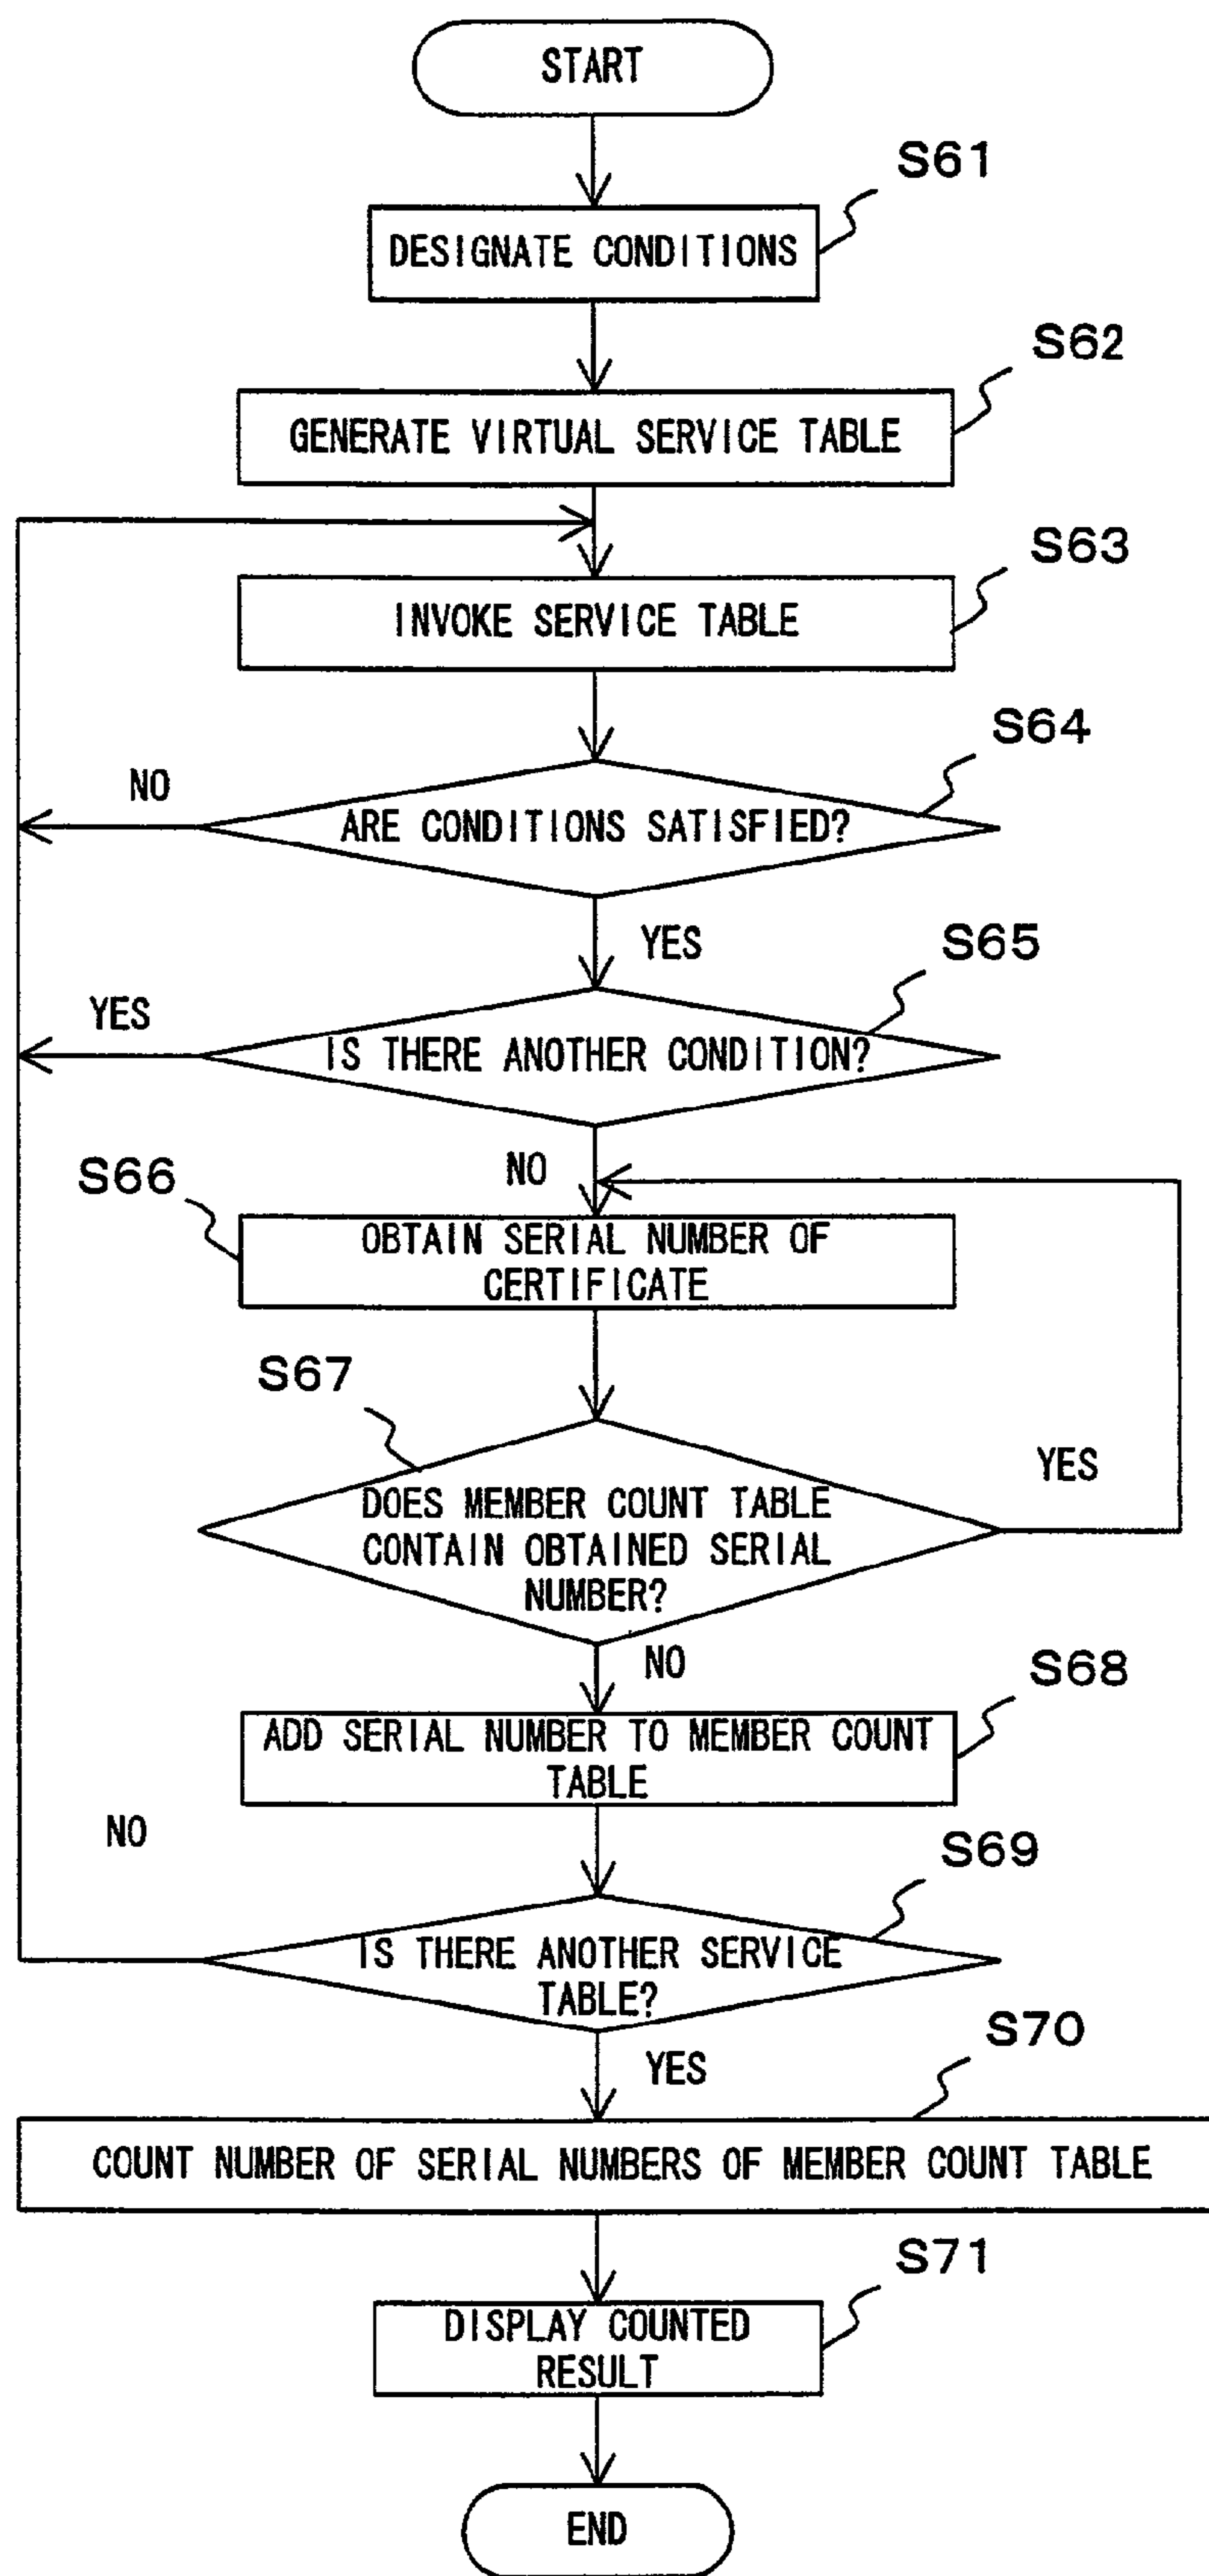 START
S61
DESIGNATE CONDITIONS
S62
GENERATE VIRTUAL SERVICE TABLE
S63
INVOKE SERVICE TABLE
S64
NO
ARE CONDITIONS SATISFIED?
YES
S65
YES
IS THERE ANOTHER CONDITION?
NO
S66
OBTAIN SERIAL NUMBER OF
CERTIFICATE
S67
YES
DOES MEMBER COUNT TABLE
CONTAIN OBTAINED SERIAL
NUMBER?
NO
S68
ADD SERIAL NUMBER TO MEMBER COUNT
TABLE
NO
S69
IS THERE ANOTHER SERVICE
TABLE?
S70
YES
COUNT NUMBER OF SERIAL NUMBERS OF MEMBER COUNT TABLE
S71
DISPLAY COUNTED
RESULT
END